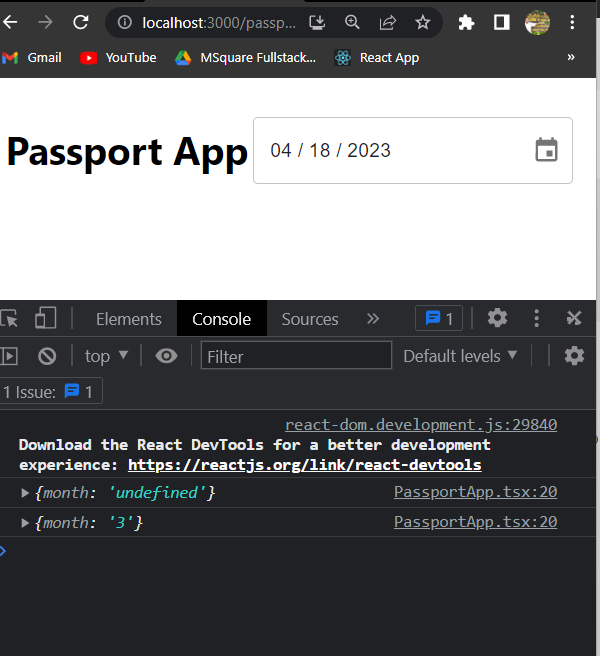 localhost:3000/passp...
Gmail YouTube MSquare Fullstack... React App »
Passport App 04 / 18 / 2023
Elements Console Sources » 1
top Filter Default levels
1 Issue: 1
react-dom.development.js:29840
Download the React DevTools for a better development
experience: https://reactjs.org/link/react-devtools
{month: 'undefined'} PassportApp.tsx:20
{month: '3'} PassportApp.tsx:20